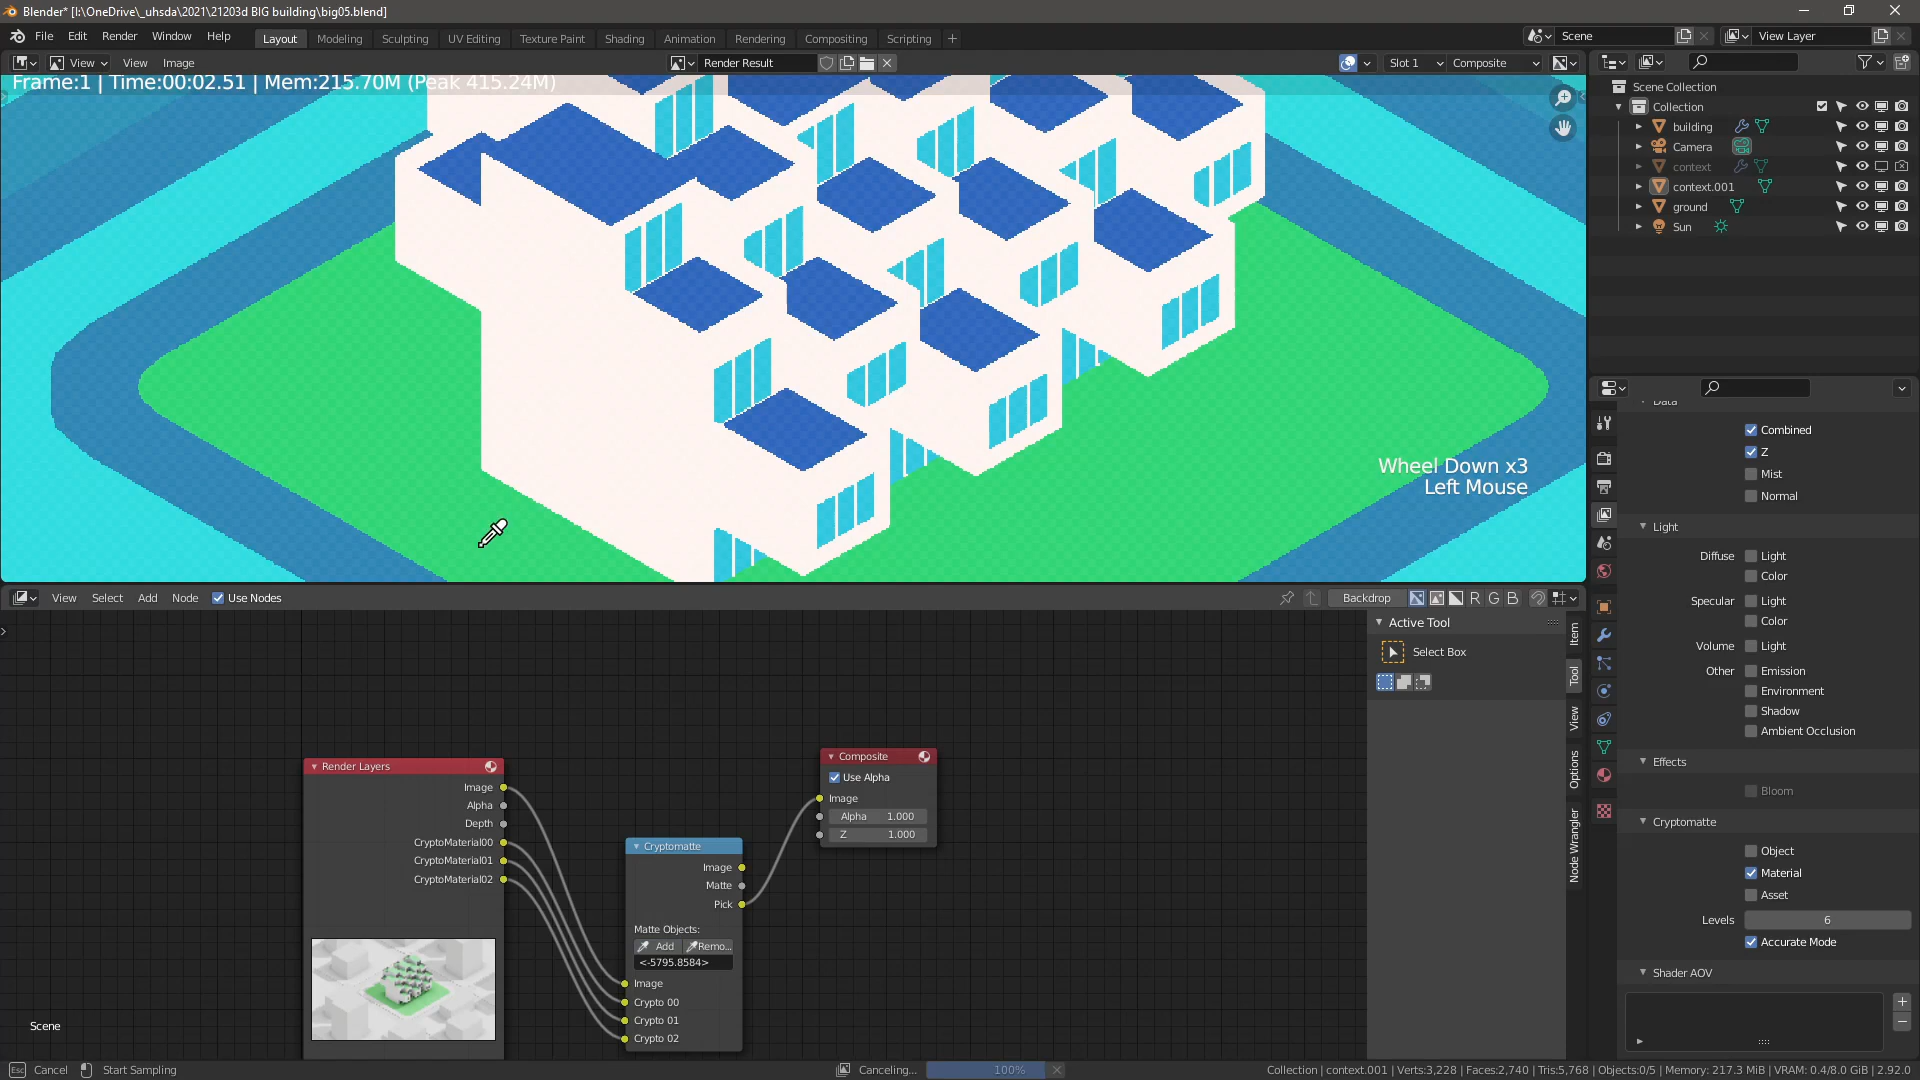 Blender* [I:\OneDrive\_uhsda\2021\21203d BIG building\big05.blend]
File Edit Render Window Help Layout Modeling Sculpting UV Editing Texture Paint Shading Animation Rendering Compositing Scripting + Scene View Layer
View View Image Render Result Slot 1 Composite
Frame:1 | Time:00:02.51 | Mem:215.70M (Peak 415.24M)
Scene Collection
Collection
building
Camera
context
context.001
ground
Sun
Wheel Down x3
Left Mouse
Data
Combined
Z
Mist
Normal
Light
Diffuse Light
Color
Specular Light
Color
Volume Light
Other Emission
Environment
Shadow
Ambient Occlusion
Effects
Bloom
Cryptomatte
Object
Material
Asset
Levels 6
Accurate Mode
Shader AOV
View Select Add Node Use Nodes Backdrop R G B
Active Tool
Select Box
Item
Tool
View
Options
Node Wrangler
Render Layers
Image
Alpha
Depth
CryptoMaterial00
CryptoMaterial01
CryptoMaterial02
Cryptomatte
Image
Matte
Pick
Matte Objects:
Add Remo...
<-5795.8584>
Image
Crypto 00
Crypto 01
Crypto 02
Composite
Use Alpha
Image
Alpha 1.000
Z 1.000
Scene
Esc Cancel Start Sampling Canceling... 100% Collection | context.001 | Verts:3,228 | Faces:2,740 | Tris:5,768 | Objects:0/5 | Memory: 217.3 MiB | VRAM: 0.4/8.0 GiB | 2.92.0